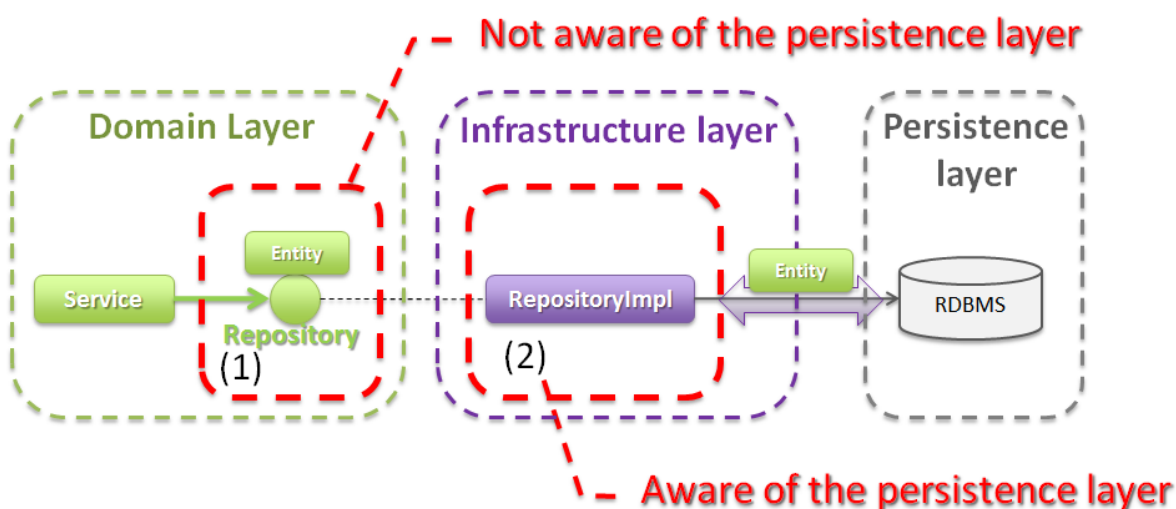 Not aware of the persistence layer
Domain Layer
Infrastructure layer
Persistence
layer
Entity
Entity
Service
RepositoryImpl
RDBMS
Repository
(1)
(2)
Aware of the persistence layer